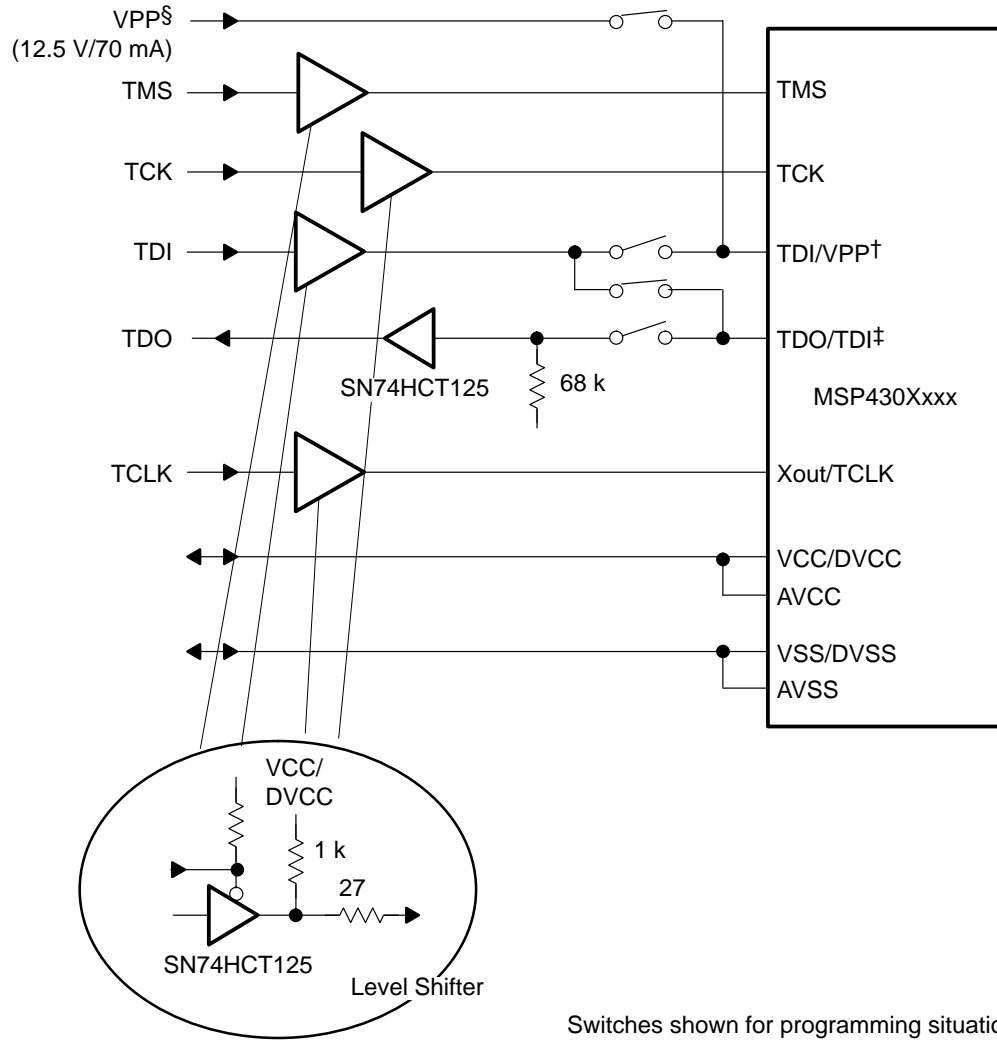 VPP§
(12.5 V/70 mA)
TMS
TMS
TCK
TCK
TDI
TDI/VPP†
TDO
TDO/TDI‡
SN74HCT125
68 k
MSP430Xxxx
TCLK
Xout/TCLK
VCC/DVCC
AVCC
VSS/DVSS
AVSS
VCC/
DVCC
1 k
27
SN74HCT125
Level Shifter
Switches shown for programming situatio